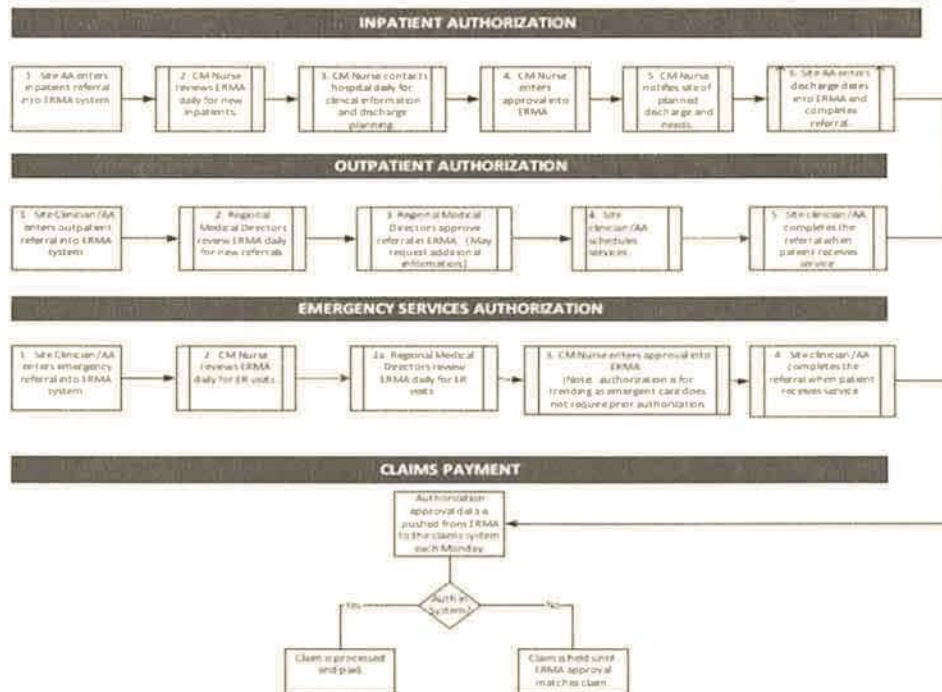 INPATIENT AUTHORIZATION
1. Site AA enters
inpatient referral
into ERMA system
2. CM Nurse
reviews ERMA
daily for new
inpatients.
3. CM Nurse contacts
hospital daily for
clinical information
and discharge
planning.
4. CM Nurse
enters
approval into
ERMA
5. CM Nurse
notifies site of
planned
discharge and
needs.
6. Site AA enters
discharge dates
into ERMA and
completes
referral.
OUTPATIENT AUTHORIZATION
1. Site Clinician/AA
enters outpatient
referral into ERMA
system
2. Regional
Medical Directors
review ERMA daily
for new referrals
3. Regional Medical
Directors approve
referral in ERMA. (May
request additional
information.)
4. Site
clinician/AA
schedules
services
5. Site clinician/AA
completes the
referral when
patient receives
service
EMERGENCY SERVICES AUTHORIZATION
1. Site Clinician/AA
enters emergency
referral into ERMA
system.
2. CM Nurse
reviews ERMA
daily for ER visits
2a. Regional Medical
Directors review
ERMA daily for ER
visits
3. CM Nurse enters approval into
ERMA
(Note: authorization is for
trending as emergent care does
not require prior authorization.
4. Site clinician/AA
completes the
referral when patient
receives service
CLAIMS PAYMENT
Authorization
approval data is
pushed from ERMA
to the claims system
each Monday.
Auth in
System?
Yes
No
Claim is processed
and paid.
Claim is held until
ERMA approval
matches claim.